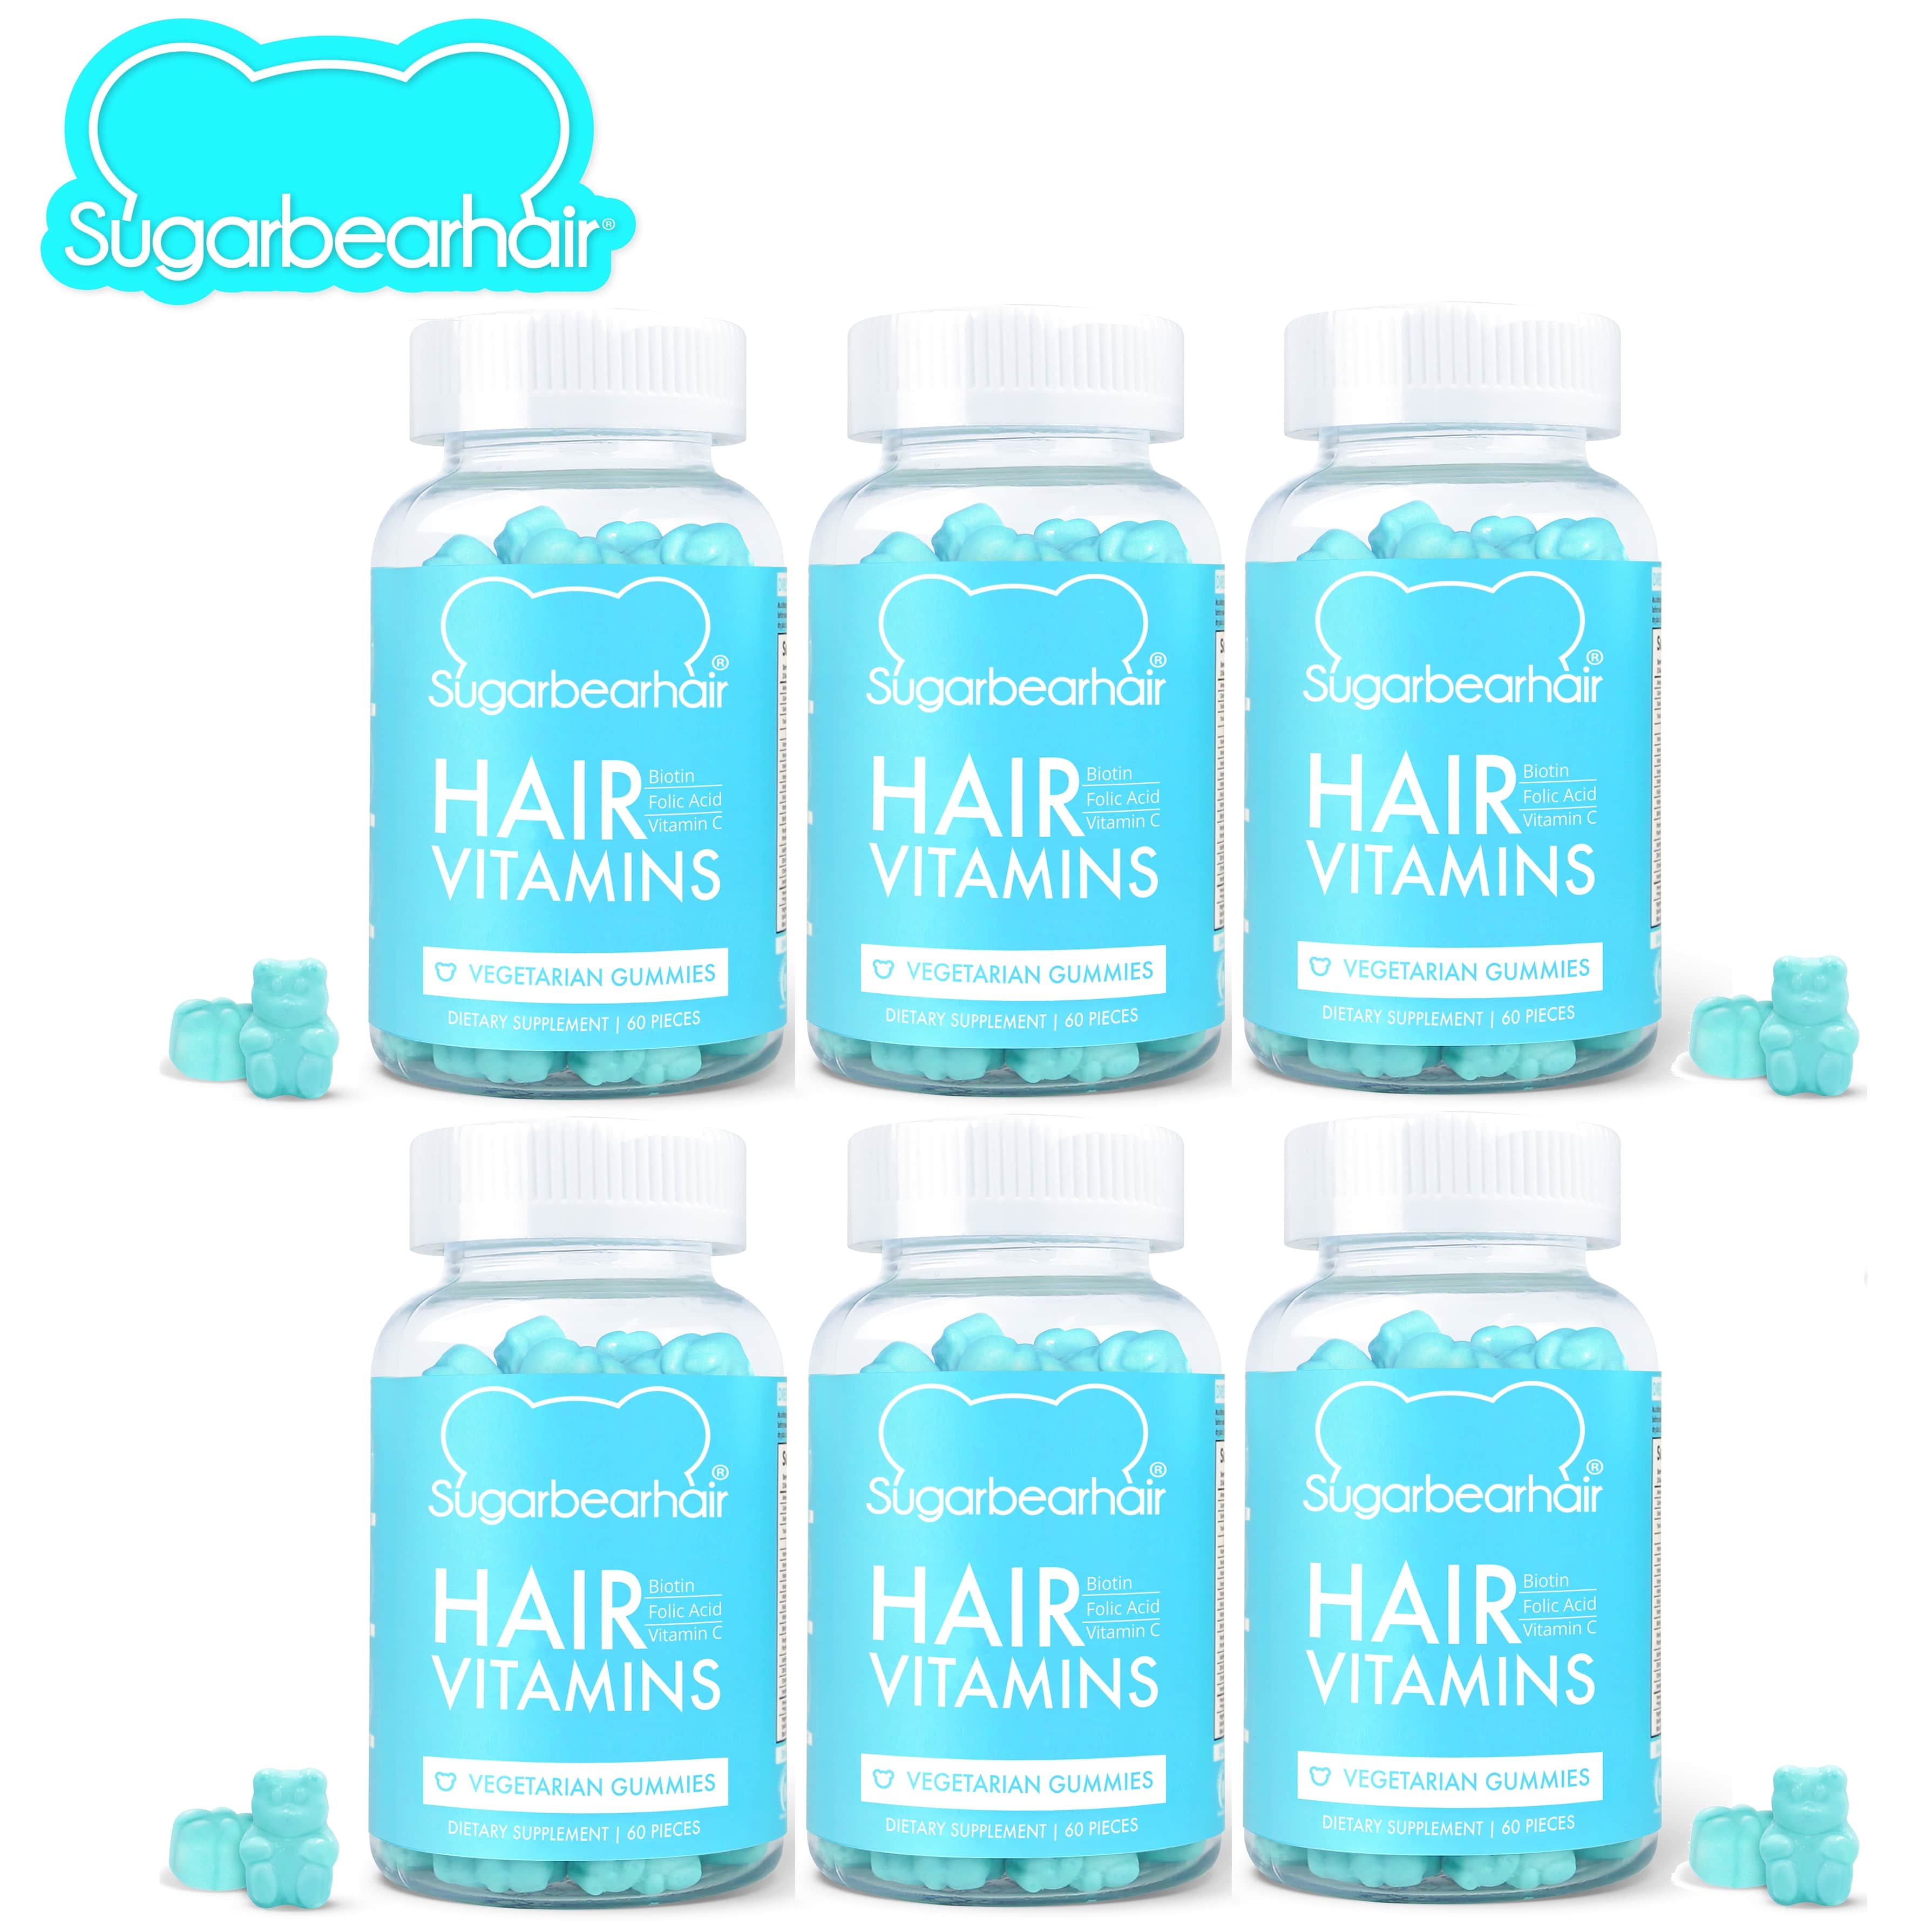 Sugarbearhair®
Sugarbearhair®
HAIR
Biotin
Folic Acid
Vitamin C
VITAMINS
VEGETARIAN GUMMIES
DIETARY SUPPLEMENT | 60 PIECES
Sugarbearhair®
HAIR
Biotin
Folic Acid
Vitamin C
VITAMINS
VEGETARIAN GUMMIES
DIETARY SUPPLEMENT | 60 PIECES
Sugarbearhair®
HAIR
Biotin
Folic Acid
Vitamin C
VITAMINS
VEGETARIAN GUMMIES
DIETARY SUPPLEMENT | 60 PIECES
Sugarbearhair®
HAIR
Biotin
Folic Acid
Vitamin C
VITAMINS
VEGETARIAN GUMMIES
DIETARY SUPPLEMENT | 60 PIECES
Sugarbearhair®
HAIR
Biotin
Folic Acid
Vitamin C
VITAMINS
VEGETARIAN GUMMIES
DIETARY SUPPLEMENT | 60 PIECES
Sugarbearhair®
HAIR
Biotin
Folic Acid
Vitamin C
VITAMINS
VEGETARIAN GUMMIES
DIETARY SUPPLEMENT | 60 PIECES